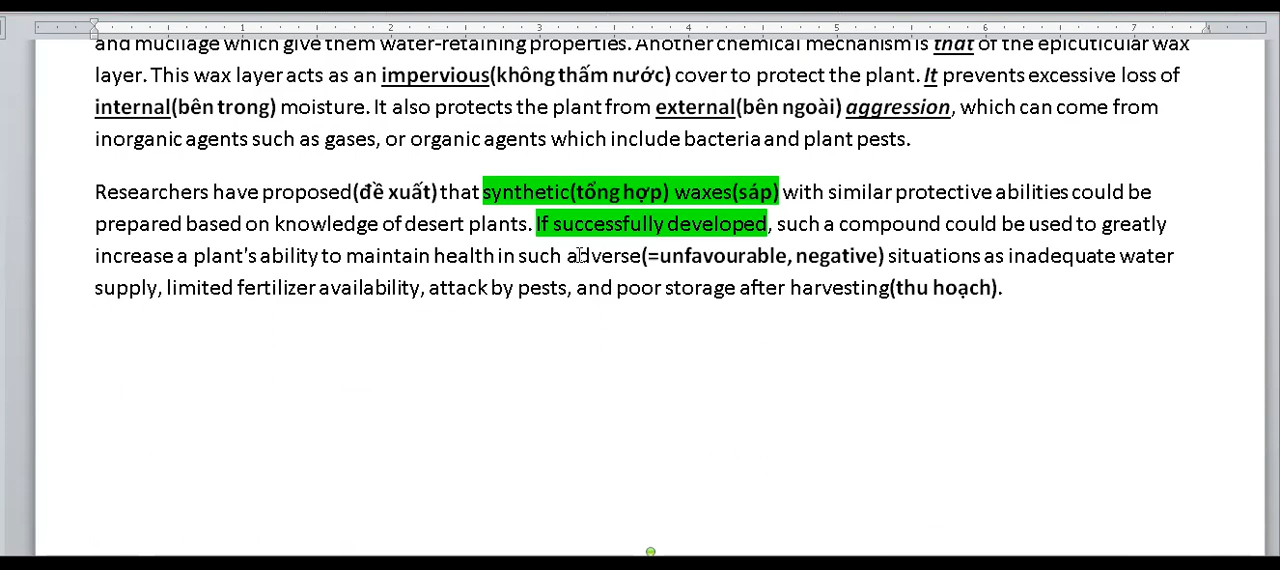 1 2 3 4 5 6 7
and mucilage which give them water-retaining properties. Another chemical mechanism is that of the epicuticular wax
layer. This wax layer acts as an impervious(không thấm nước) cover to protect the plant. It prevents excessive loss of
internal(bên trong) moisture. It also protects the plant from external(bên ngoài) aggression, which can come from
inorganic agents such as gases, or organic agents which include bacteria and plant pests.
Researchers have proposed(đề xuất) that synthetic(tổng hợp) waxes(sáp) with similar protective abilities could be
prepared based on knowledge of desert plants. If successfully developed, such a compound could be used to greatly
increase a plant's ability to maintain health in such adverse(=unfavourable, negative) situations as inadequate water
supply, limited fertilizer availability, attack by pests, and poor storage after harvesting(thu hoạch).